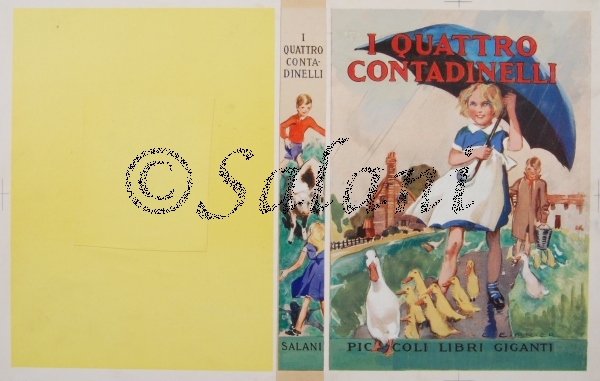 I
QUATTRO
CONTA-
DINELLI
SALANI
I QUATTRO
CONTADINELLI
PICCOLI LIBRI GIGANTI
©Salani